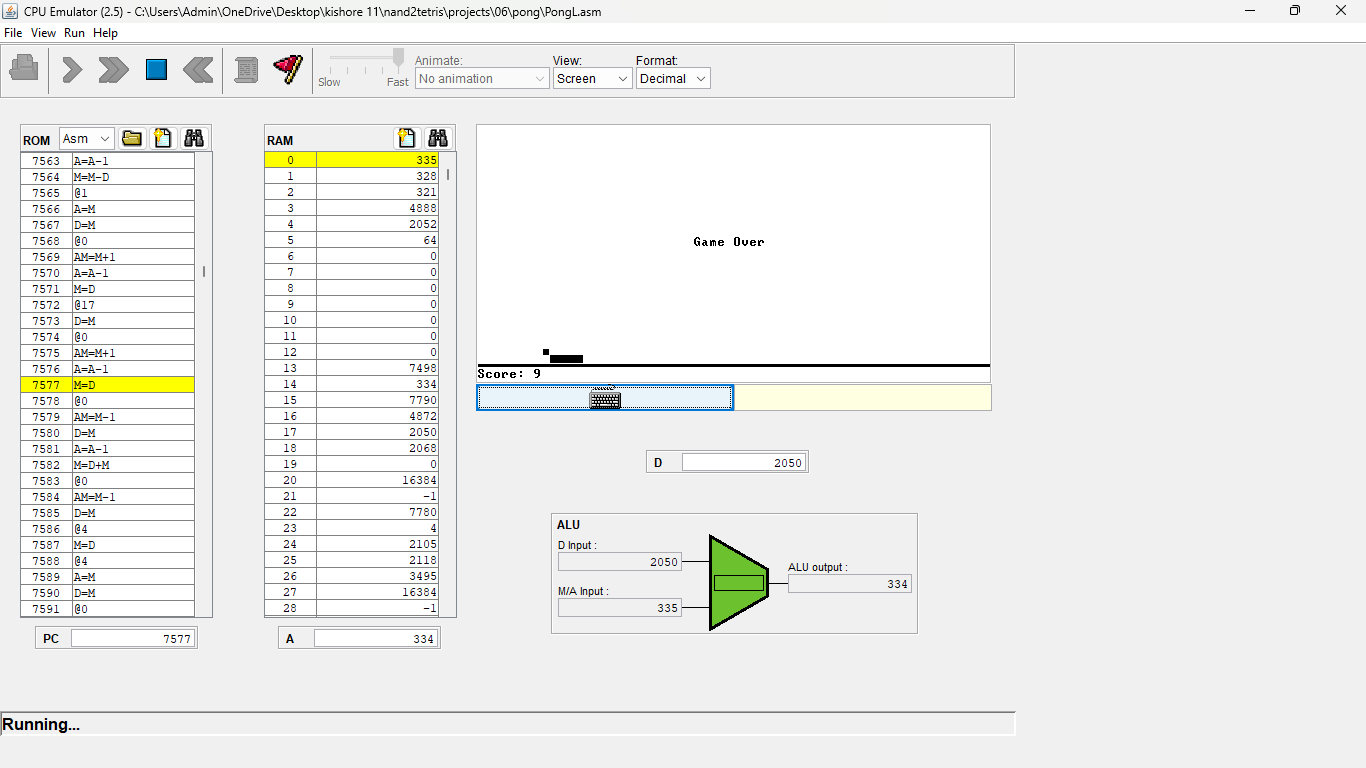 CPU Emulator (2.5) - C:\Users\Admin\OneDrive\Desktop\kishore 11\nand2tetris\projects\06\pong\PongL.asm
File View Run Help
Slow Fast
Animate:
No animation
View:
Screen
Format:
Decimal
ROM Asm
7563 A=A-1
7564 M=M-D
7565 @1
7566 A=M
7567 D=M
7568 @0
7569 AM=M+1
7570 A=A-1
7571 M=D
7572 @17
7573 D=M
7574 @0
7575 AM=M+1
7576 A=A-1
7577 M=D
7578 @0
7579 AM=M-1
7580 D=M
7581 A=A-1
7582 M=D+M
7583 @0
7584 AM=M-1
7585 D=M
7586 @4
7587 M=D
7588 @4
7589 A=M
7590 D=M
7591 @0
PC 7577
RAM
0 335
1 328
2 321
3 4888
4 2052
5 64
6 0
7 0
8 0
9 0
10 0
11 0
12 0
13 7498
14 334
15 7790
16 4872
17 2050
18 2068
19 0
20 16384
21 -1
22 7780
23 4
24 2105
25 2118
26 3495
27 16384
28 -1
A 334
Game Over
Score: 9
D 2050
ALU
D Input :
2050
M/A Input :
335
ALU output :
334
Running...